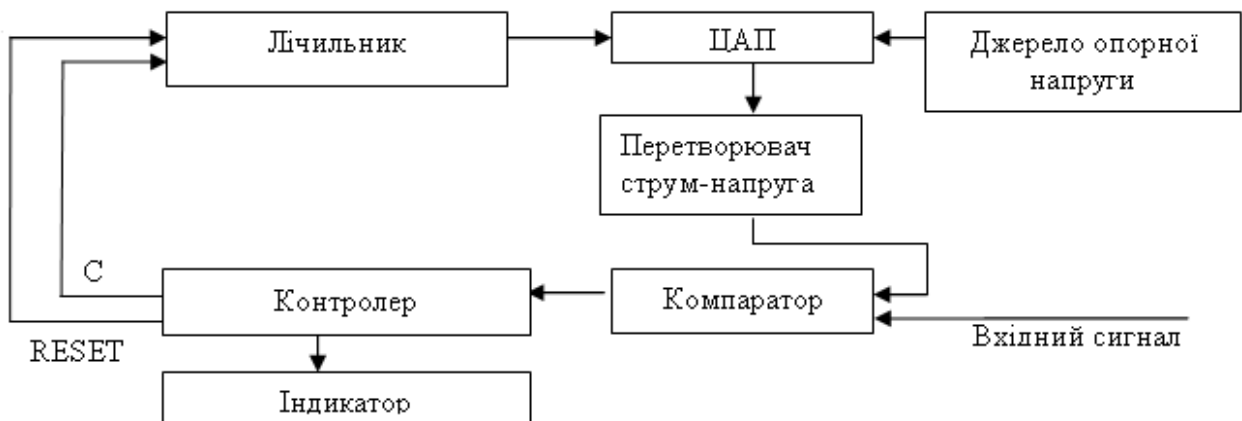 Лічильник
ЦАП
Джерело опорної
напруги
Перетворювач
струм-напруга
C
Контролер
Компаратор
Вхідний сигнал
RESET
Індикатор